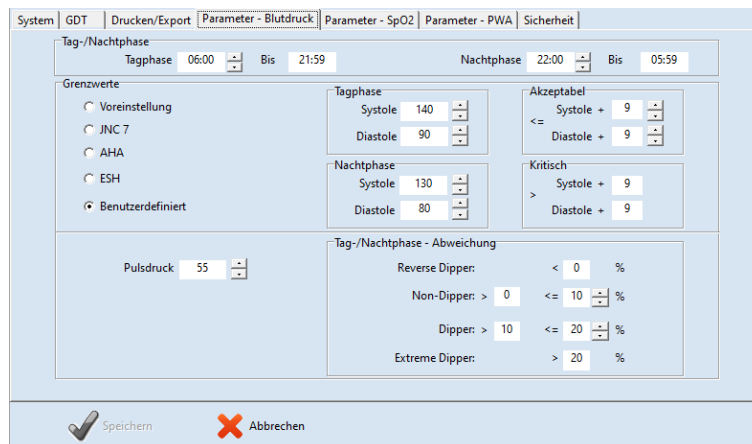 System GDT Drucken/Export Parameter - Blutdruck Parameter - SpO2 Parameter - PWA Sicherheit
Tag-/Nachtphase
Tagphase 06:00 Bis 21:59 Nachtphase 22:00 Bis 05:59
Grenzwerte
Voreinstellung
JNC 7
AHA
ESH
Benutzerdefiniert
Tagphase
Systole 140
Diastole 90
Akzeptabel
<=
Systole + 9
Diastole + 9
Nachtphase
Systole 130
Diastole 80
Kritisch
>
Systole + 9
Diastole + 9
Pulsdruck 55
Tag-/Nachtphase - Abweichung
Reverse Dipper: < 0 %
Non-Dipper: > 0 <= 10 %
Dipper: > 10 <= 20 %
Extreme Dipper: > 20 %
Speichern Abbrechen